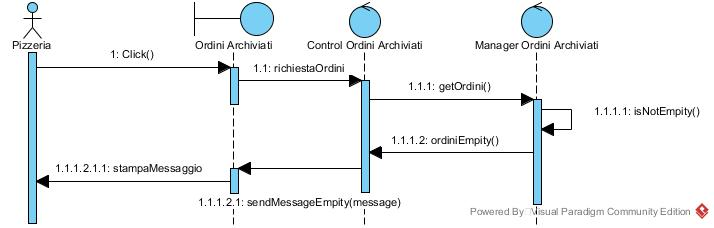 Pizzeria
Ordini Archiviati
Control Ordini Archiviati
Manager Ordini Archiviati
1: Click()
1.1: richiestaOrdini
1.1.1: getOrdini()
1.1.1.1: isNotEmpity()
1.1.1.2: ordiniEmpty()
1.1.1.2.1.1: stampaMessaggio
1.1.1.2.1: sendMessageEmpity(message)
Powered By Visual Paradigm Community Edition